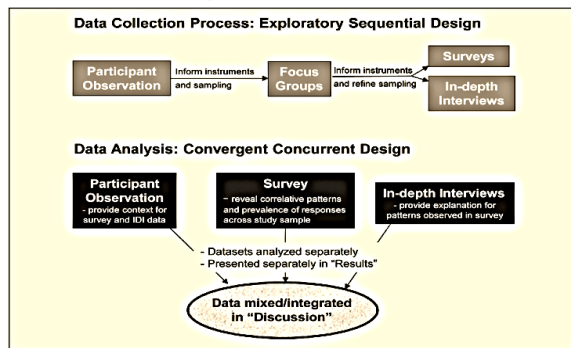 Data Collection Process: Exploratory Sequential Design
Participant
Observation
Inform instruments
and sampling
Focus
Groups
Inform instruments
and refine sampling
Surveys
In-depth
Interviews
Data Analysis: Convergent Concurrent Design
Participant
Observation
- provide context for
survey and IDI data
Survey
– reveal correlative patterns
and prevalence of responses
across study sample
In-depth Interviews
- provide explanation for
patterns observed in survey
- Datasets analyzed separately
- Presented separately in "Results"
Data mixed/integrated
in “Discussion”